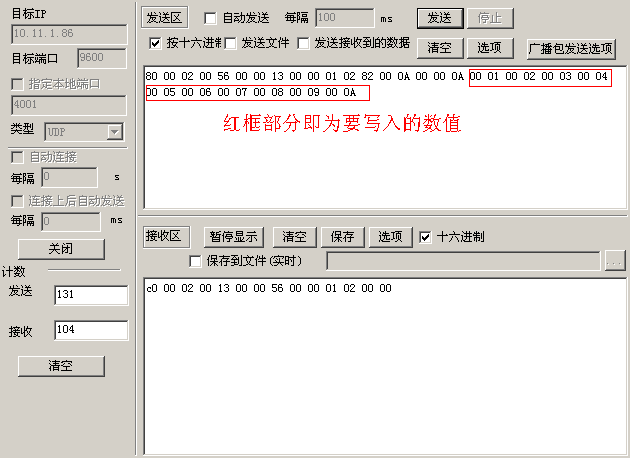 目标IP
10.11.1.86
目标端口 9600
指定本地端口
4001
类型 UDP
自动连接
每隔 0 s
连接上后自动发送
每隔 0 ms
关闭
计数
发送 131
接收 104
清空
发送区 自动发送 每隔 100 ms 发送 停止
按十六进制 发送文件 发送接收到的数据 清空 选项 广播包发送选项
80 00 02 00 56 00 00 13 00 00 01 02 82 00 0A 00 00 0A 00 01 00 02 00 03 00 04
00 05 00 06 00 07 00 08 00 09 00 0A
红框部分即为要写入的数值
接收区 暂停显示 清空 保存 选项 十六进制
保存到文件(实时) ...
c0 00 02 00 13 00 00 56 00 00 01 02 00 00